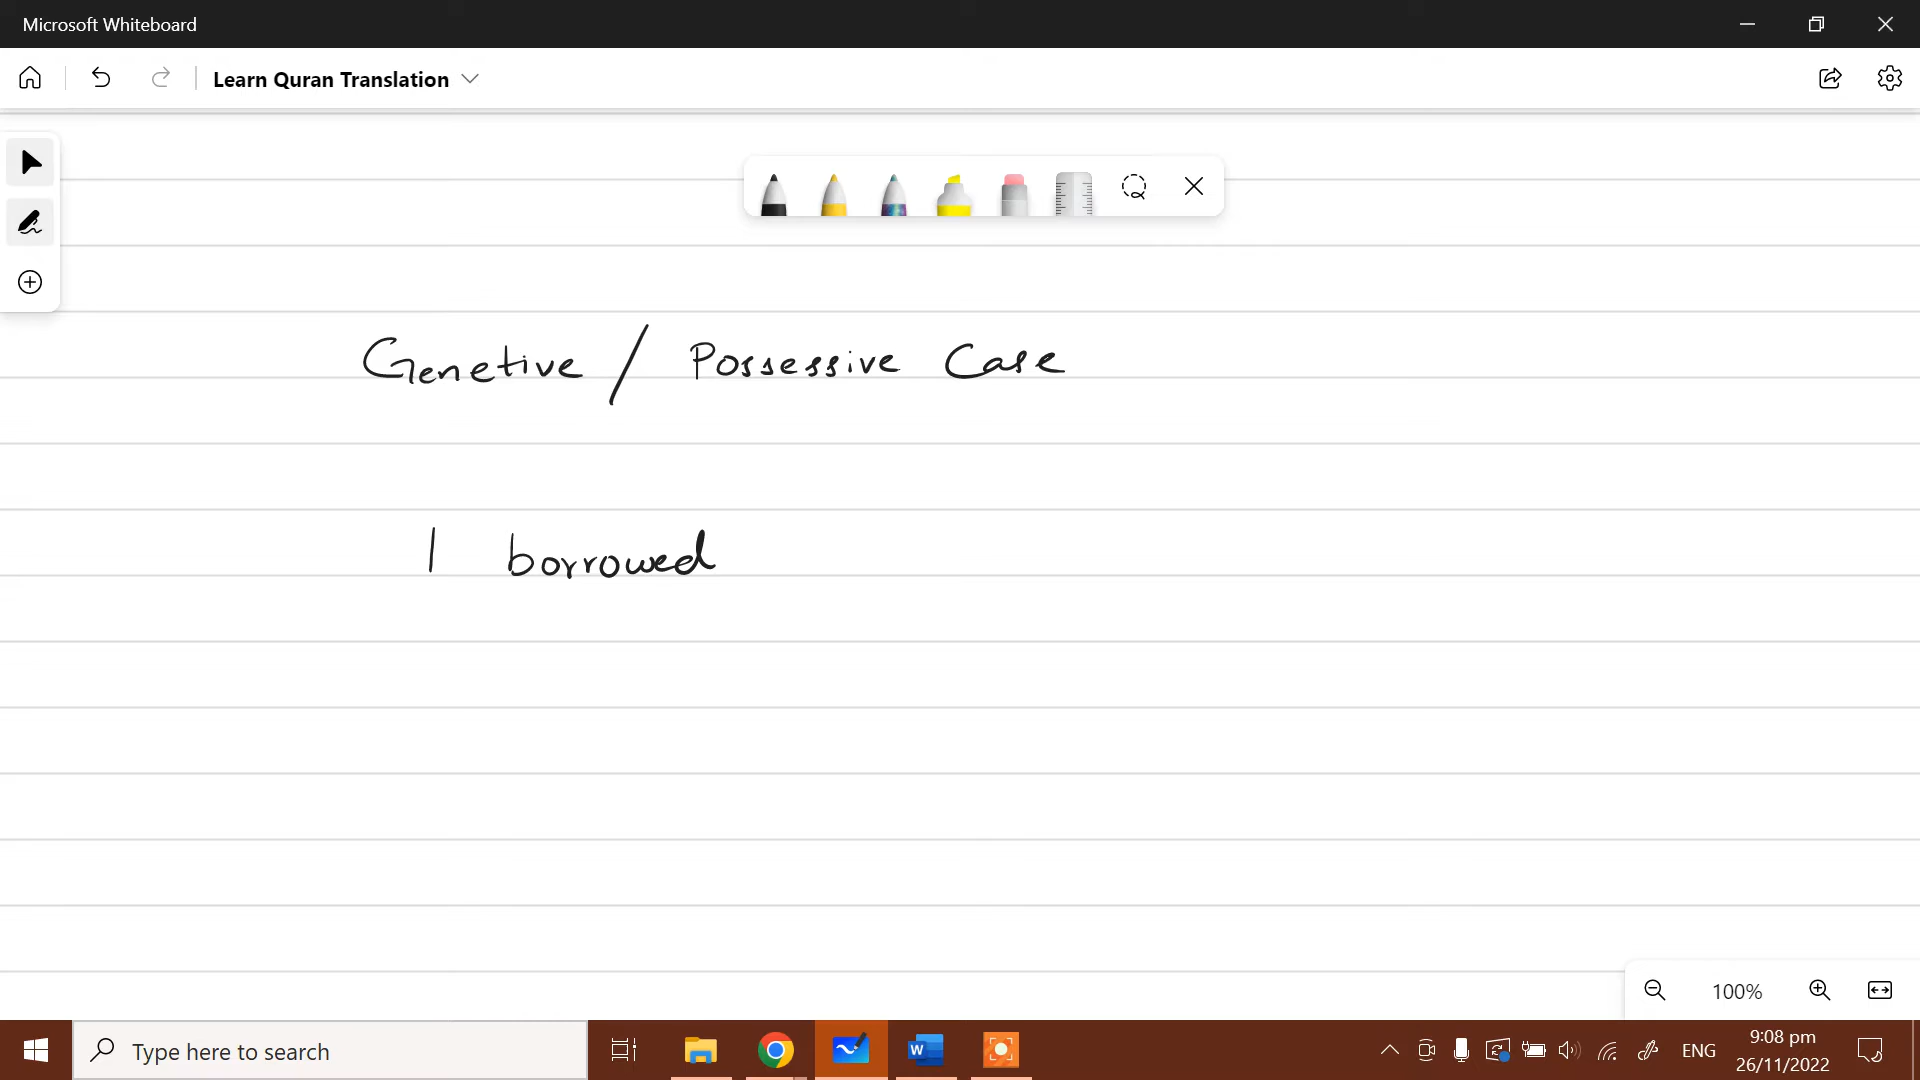 Microsoft Whiteboard
Learn Quran Translation
Genetive / Possessive Case
I borrowed
100%
Type here to search
W
ENG
9:08 pm
26/11/2022